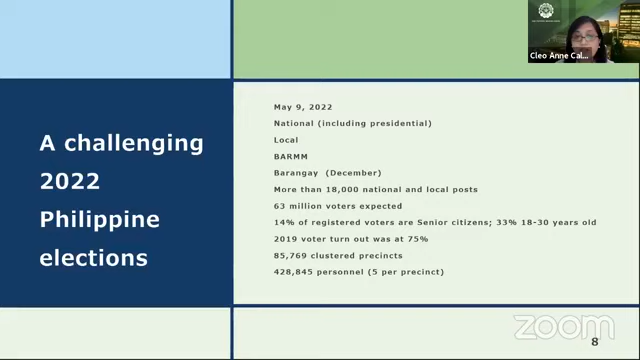 Cleo Anne Cal...
A challenging
2022
Philippine
elections
May 9, 2022
National (including presidential)
Local
BARMM
Barangay (December)
More than 18,000 national and local posts
63 million voters expected
14% of registered voters are Senior citizens; 33% 18-30 years old
2019 voter turn out was at 75%
85,769 clustered precincts
428,845 personnel (5 per precinct)
zoom
8